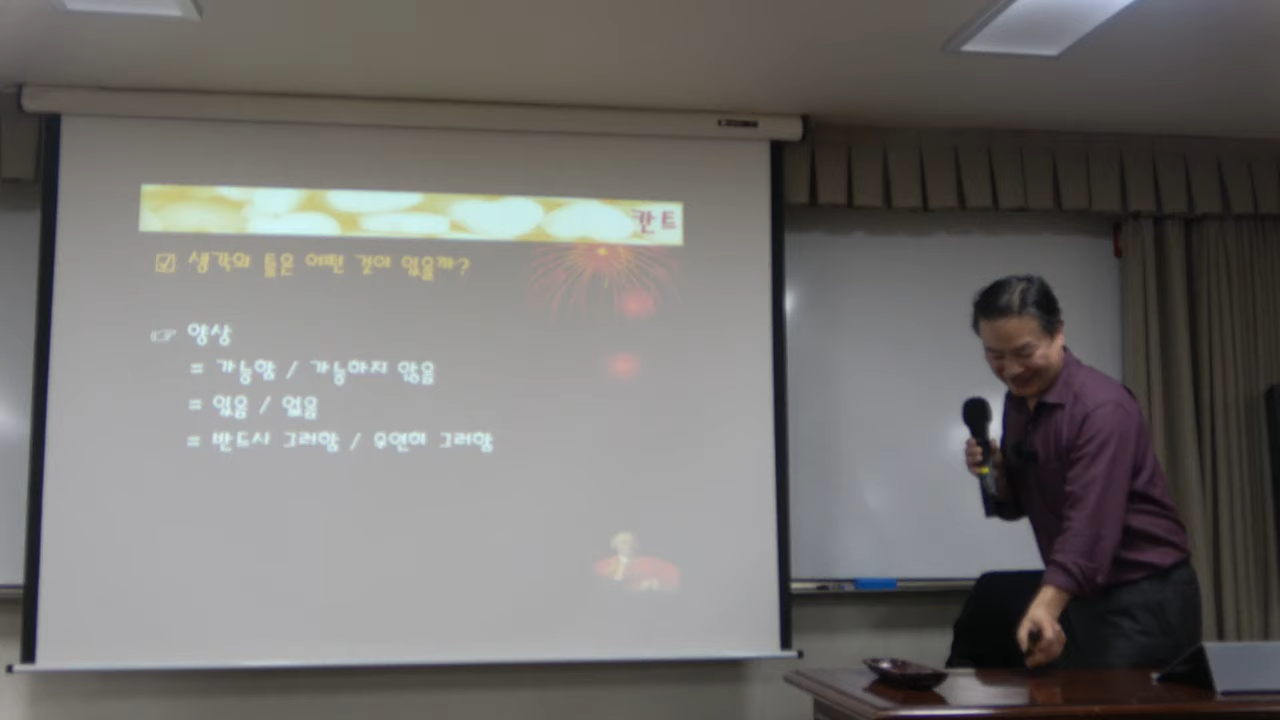 칸트
☑ 생각의 틀은 어떤 것이 있을까?
☞ 양상
= 가능함 / 가능하지 않음
= 있음 / 없음
= 반드시 그러함 / 우연히 그러함